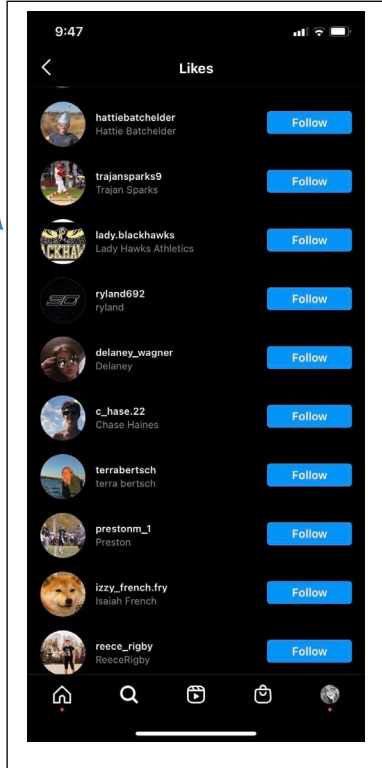 9:47
Likes
hattiebatchelder
Hattie Batchelder
Follow
trajansparks9
Trajan Sparks
Follow
lady.blackhawks
Lady Hawks Athletics
Follow
ryland692
ryland
Follow
delaney_wagner
Delaney
Follow
c_hase.22
Chase Haines
Follow
terrabertsch
terra bertsch
Follow
prestonm_1
Preston
Follow
izzy_french.fry
Isaiah French
Follow
reece_rigby
ReeceRigby
Follow